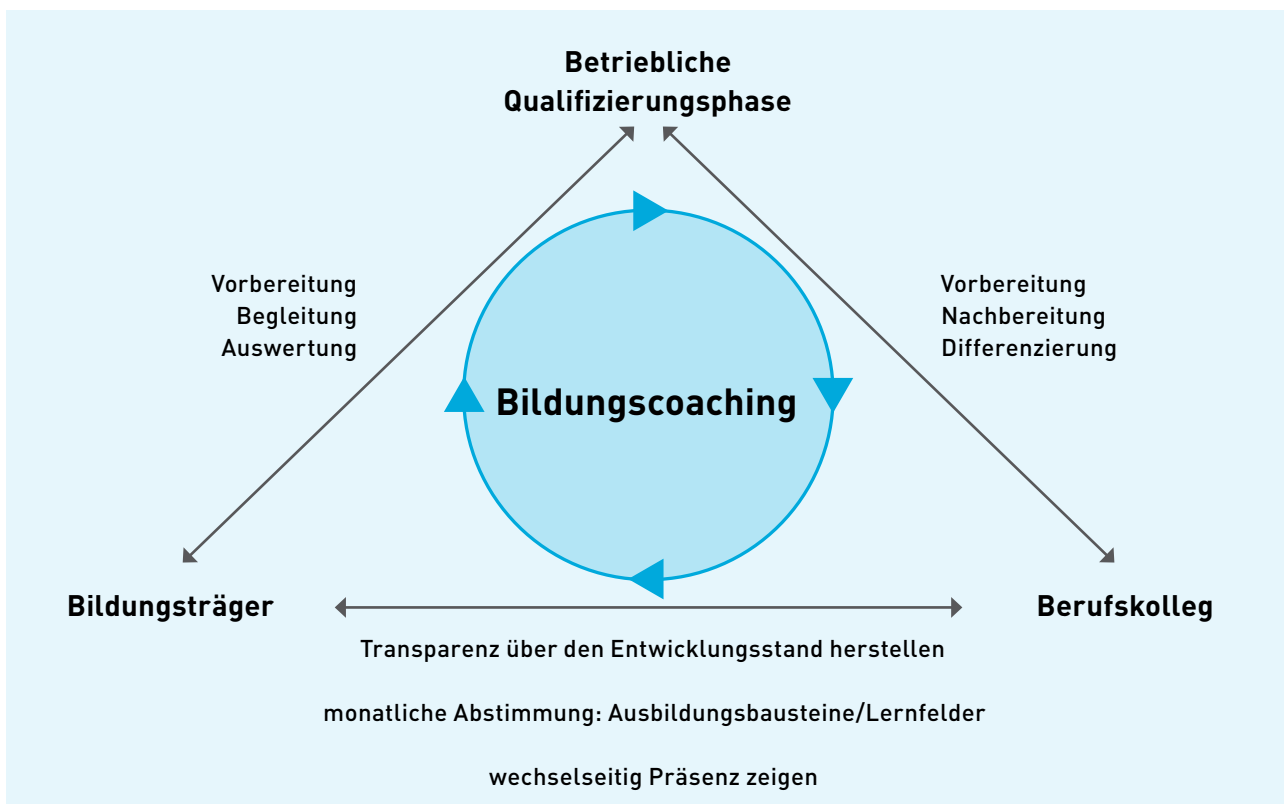 Betriebliche
Qualifizierungsphase
Vorbereitung
Begleitung
Auswertung
Vorbereitung
Nachbereitung
Differenzierung
Bildungscoaching
Bildungsträger
Berufskolleg
Transparenz über den Entwicklungsstand herstellen
monatliche Abstimmung: Ausbildungsbausteine/Lernfelder
wechselseitig Präsenz zeigen